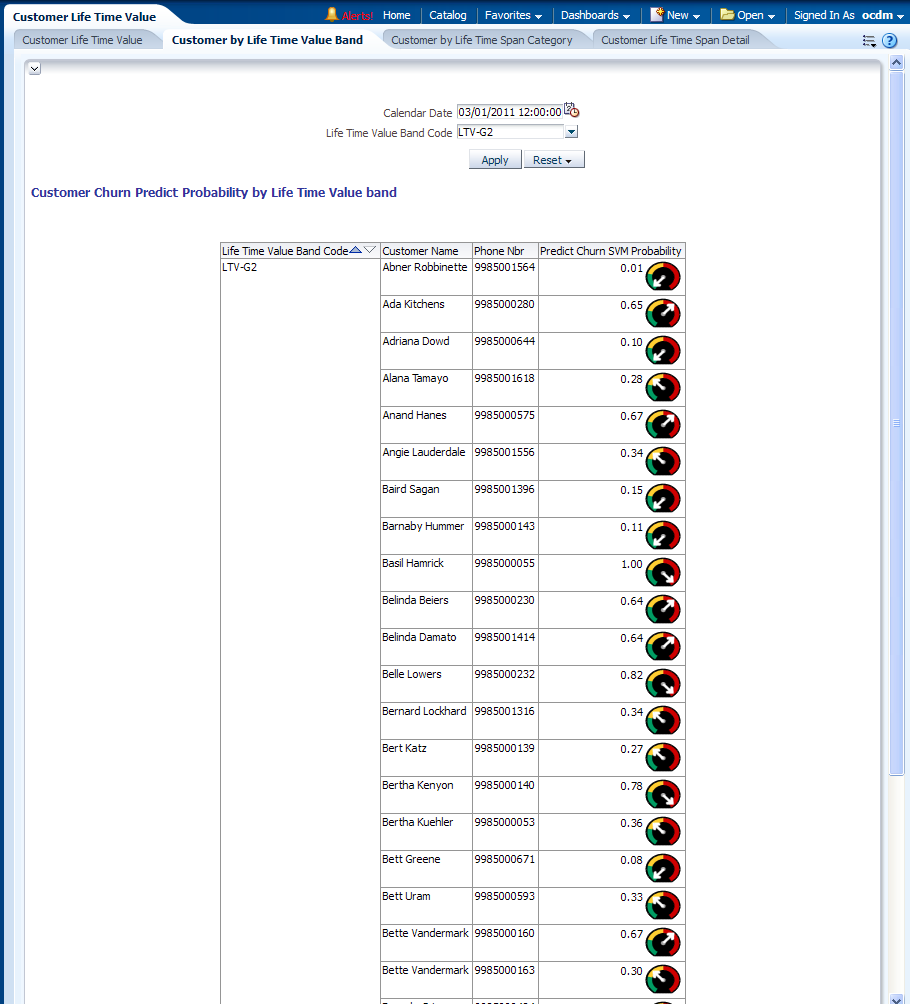 Customer Life Time Value
Alerts! Home Catalog Favorites Dashboards New Open Signed In As ocdm
Customer Life Time Value Customer by Life Time Value Band Customer by Life Time Span Category Customer Life Time Span Detail
Calendar Date 03/01/2011 12:00:00
Life Time Value Band Code LTV-G2
Apply Reset
Customer Churn Predict Probability by Life Time Value band
Life Time Value Band Code Customer Name Phone Nbr Predict Churn SVM Probability
LTV-G2 Abner Robbinette 9985001564 0.01
Ada Kitchens 9985000280 0.65
Adriana Dowd 9985000644 0.10
Alana Tamayo 9985001618 0.28
Anand Hanes 9985000575 0.67
Angie Lauderdale 9985001556 0.34
Baird Sagan 9985001396 0.15
Barnaby Hummer 9985000143 0.11
Basil Hamrick 9985000055 1.00
Belinda Beiers 9985000230 0.64
Belinda Damato 9985001414 0.64
Belle Lowers 9985000232 0.82
Bernard Lockhard 9985001316 0.34
Bert Katz 9985000139 0.27
Bertha Kenyon 9985000140 0.78
Bertha Kuehler 9985000053 0.36
Bett Greene 9985000671 0.08
Bett Uram 9985000593 0.33
Bette Vandermark 9985000160 0.67
Bette Vandermark 9985000163 0.30